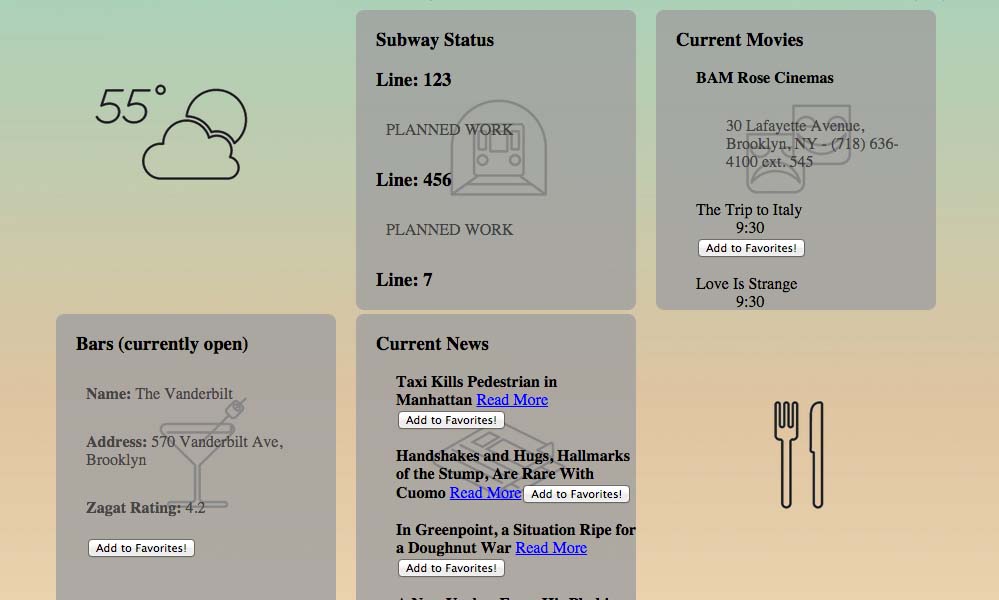 55°
Subway Status
Line: 123
PLANNED WORK
Line: 456
PLANNED WORK
Line: 7
Current Movies
BAM Rose Cinemas
30 Lafayette Avenue,
Brooklyn, NY - (718) 636-
4100 ext. 545
The Trip to Italy
9:30
Add to Favorites!
Love Is Strange
9:30
Bars (currently open)
Name: The Vanderbilt
Address: 570 Vanderbilt Ave,
Brooklyn
Zagat Rating: 4.2
Add to Favorites!
Current News
Taxi Kills Pedestrian in
Manhattan Read More
Add to Favorites!
Handshakes and Hugs, Hallmarks
of the Stump, Are Rare With
Cuomo Read More Add to Favorites!
In Greenpoint, a Situation Ripe for
a Doughnut War Read More
Add to Favorites!